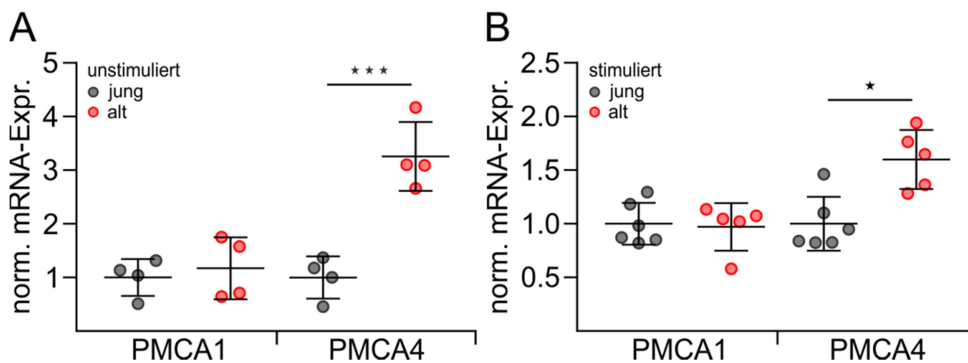 A
norm. mRNA-Expr.
5
4
3
2
1
unstimuliert
jung
alt
★★★
PMCA1
PMCA4
B
norm. mRNA-Expr.
2.5
2.0
1.5
1.0
0.5
stimuliert
jung
alt
★
PMCA1
PMCA4